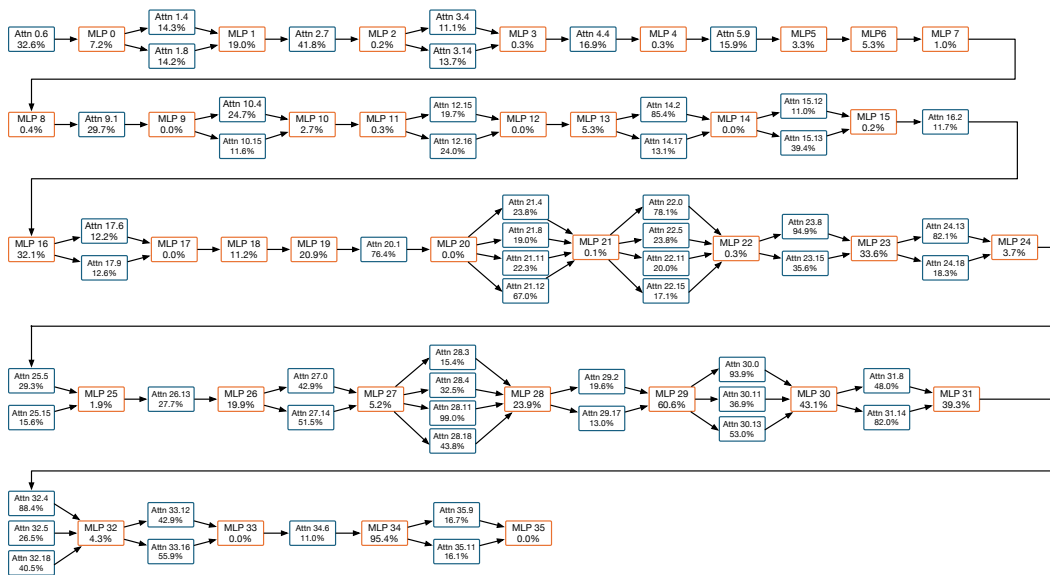 Attn 0.6
32.6%
MLP 0
7.2%
Attn 1.4
14.3%
Attn 1.8
14.2%
MLP 1
19.0%
Attn 2.7
41.8%
MLP 2
0.2%
Attn 3.4
11.1%
Attn 3.14
13.7%
MLP 3
0.3%
Attn 4.4
16.9%
MLP 4
0.3%
Attn 5.9
15.9%
MLP5
3.3%
MLP6
5.3%
MLP 7
1.0%
MLP 8
0.4%
Attn 9.1
29.7%
MLP 9
0.0%
Attn 10.4
24.7%
Attn 10.15
11.6%
MLP 10
2.7%
MLP 11
0.3%
Attn 12.15
19.7%
Attn 12.16
24.0%
MLP 12
0.0%
MLP 13
5.3%
Attn 14.2
85.4%
Attn 14.17
13.1%
MLP 14
0.0%
Attn 15.12
11.0%
Attn 15.13
39.4%
MLP 15
0.2%
Attn 16.2
11.7%
MLP 16
32.1%
Attn 17.6
12.2%
Attn 17.9
12.6%
MLP 17
0.0%
MLP 18
11.2%
MLP 19
20.9%
Attn 20.1
76.4%
MLP 20
0.0%
Attn 21.4
23.8%
Attn 21.8
19.0%
Attn 21.11
22.3%
Attn 21.12
67.0%
MLP 21
0.1%
Attn 22.0
78.1%
Attn 22.5
23.8%
Attn 22.11
20.0%
Attn 22.15
17.1%
MLP 22
0.3%
Attn 23.8
94.9%
Attn 23.15
35.6%
MLP 23
33.6%
Attn 24.13
82.1%
Attn 24.18
18.3%
MLP 24
3.7%
Attn 25.5
29.3%
Attn 25.15
15.6%
MLP 25
1.9%
Attn 26.13
27.7%
MLP 26
19.9%
Attn 27.0
42.9%
Attn 27.14
51.5%
MLP 27
5.2%
Attn 28.3
15.4%
Attn 28.4
32.5%
Attn 28.11
99.0%
Attn 28.18
43.8%
MLP 28
23.9%
Attn 29.2
19.6%
Attn 29.17
13.0%
MLP 29
60.6%
Attn 30.0
93.9%
Attn 30.11
36.9%
Attn 30.13
53.0%
MLP 30
43.1%
Attn 31.8
48.0%
Attn 31.14
82.0%
MLP 31
39.3%
Attn 32.4
88.4%
Attn 32.5
26.5%
Attn 32.18
40.5%
MLP 32
4.3%
Attn 33.12
42.9%
Attn 33.16
55.9%
MLP 33
0.0%
Attn 34.6
11.0%
MLP 34
95.4%
Attn 35.9
16.7%
Attn 35.11
16.1%
MLP 35
0.0%